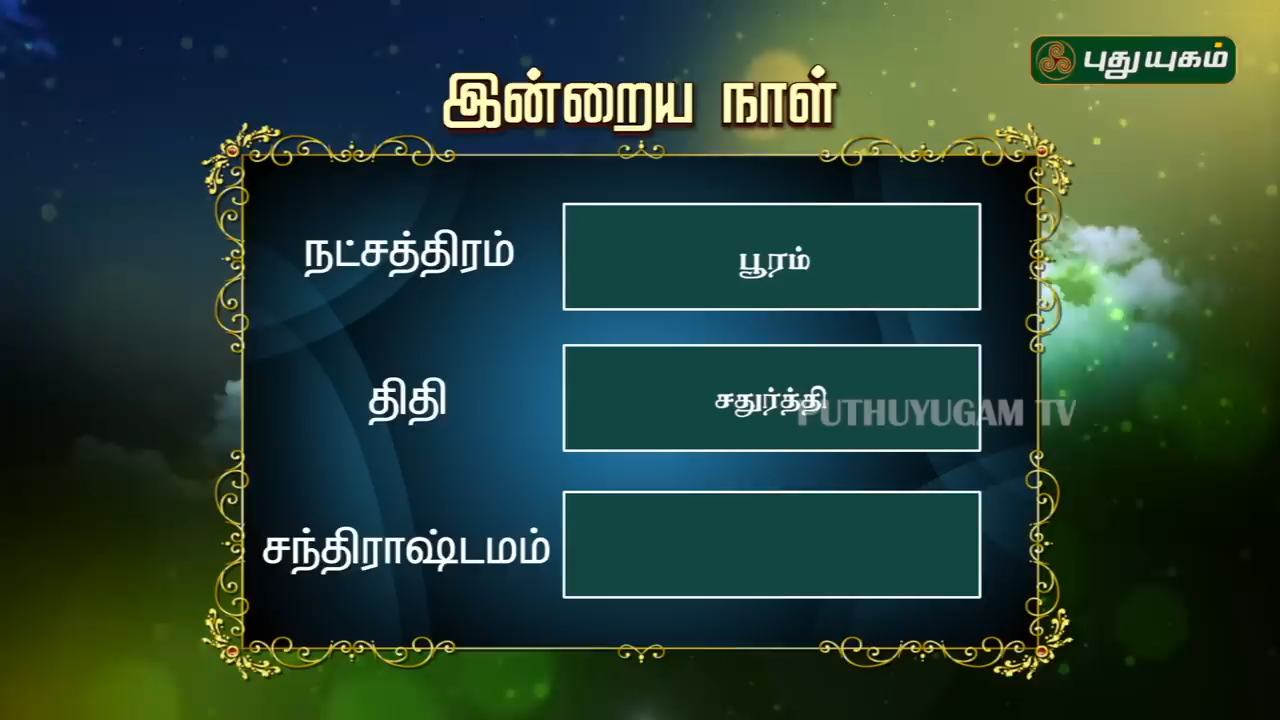 புதுயுகம்
இன்றைய நாள்
நட்சத்திரம் பூரம்
திதி சதுர்த்தி
PUTHUYUGAM TV
சந்திராஷ்டமம்